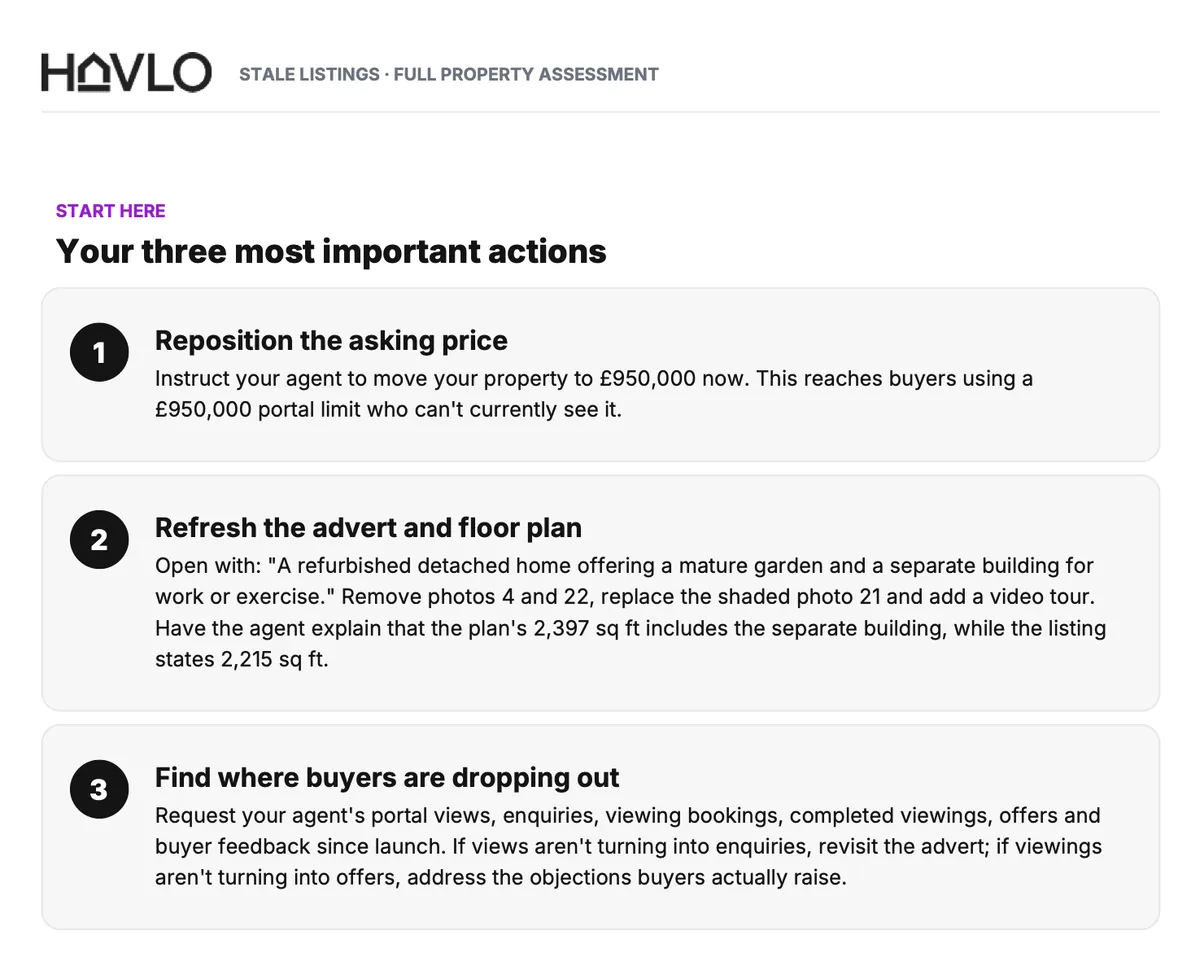 HAVLO
STALE LISTINGS · FULL PROPERTY ASSESSMENT
START HERE
Your three most important actions
1
Reposition the asking price
Instruct your agent to move your property to £950,000 now. This reaches buyers using a
£950,000 portal limit who can't currently see it.
2
Refresh the advert and floor plan
Open with: "A refurbished detached home offering a mature garden and a separate building for
work or exercise." Remove photos 4 and 22, replace the shaded photo 21 and add a video tour.
Have the agent explain that the plan's 2,397 sq ft includes the separate building, while the listing
states 2,215 sq ft.
3
Find where buyers are dropping out
Request your agent's portal views, enquiries, viewing bookings, completed viewings, offers and
buyer feedback since launch. If views aren't turning into enquiries, revisit the advert; if viewings
aren't turning into offers, address the objections buyers actually raise.